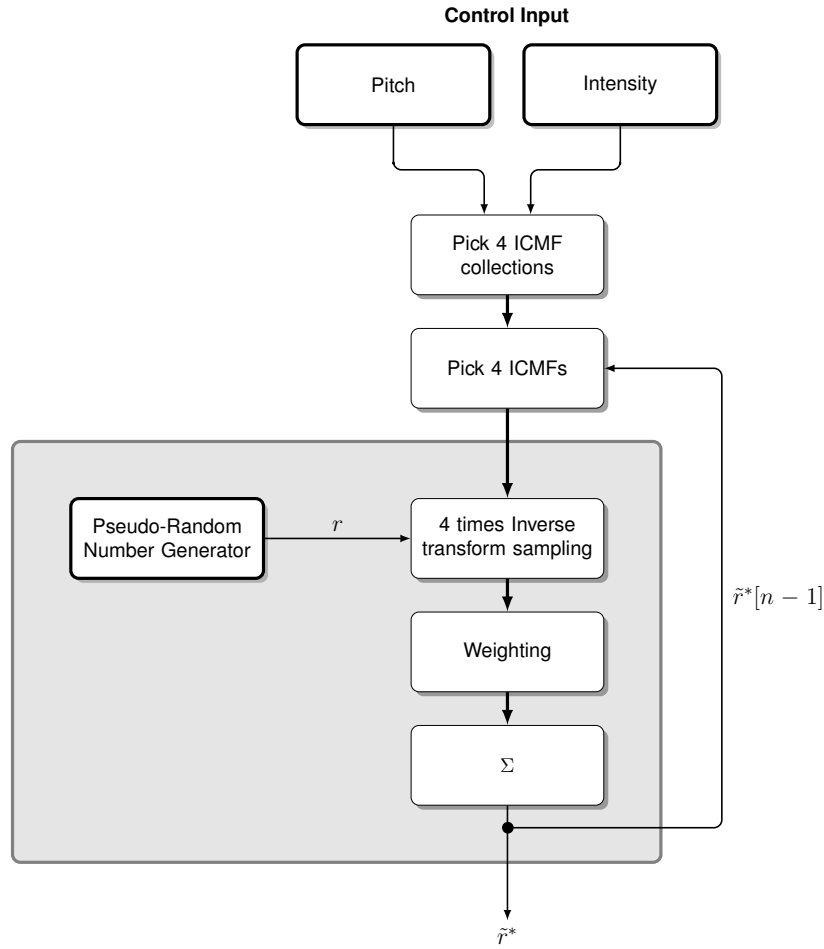 Control Input
Pitch
Intensity
Pick 4 ICMF
collections
Pick 4 ICMFs
Pseudo-Random
Number Generator
r
4 times Inverse
transform sampling
r̃*[n − 1]
Weighting
Σ
r̃*